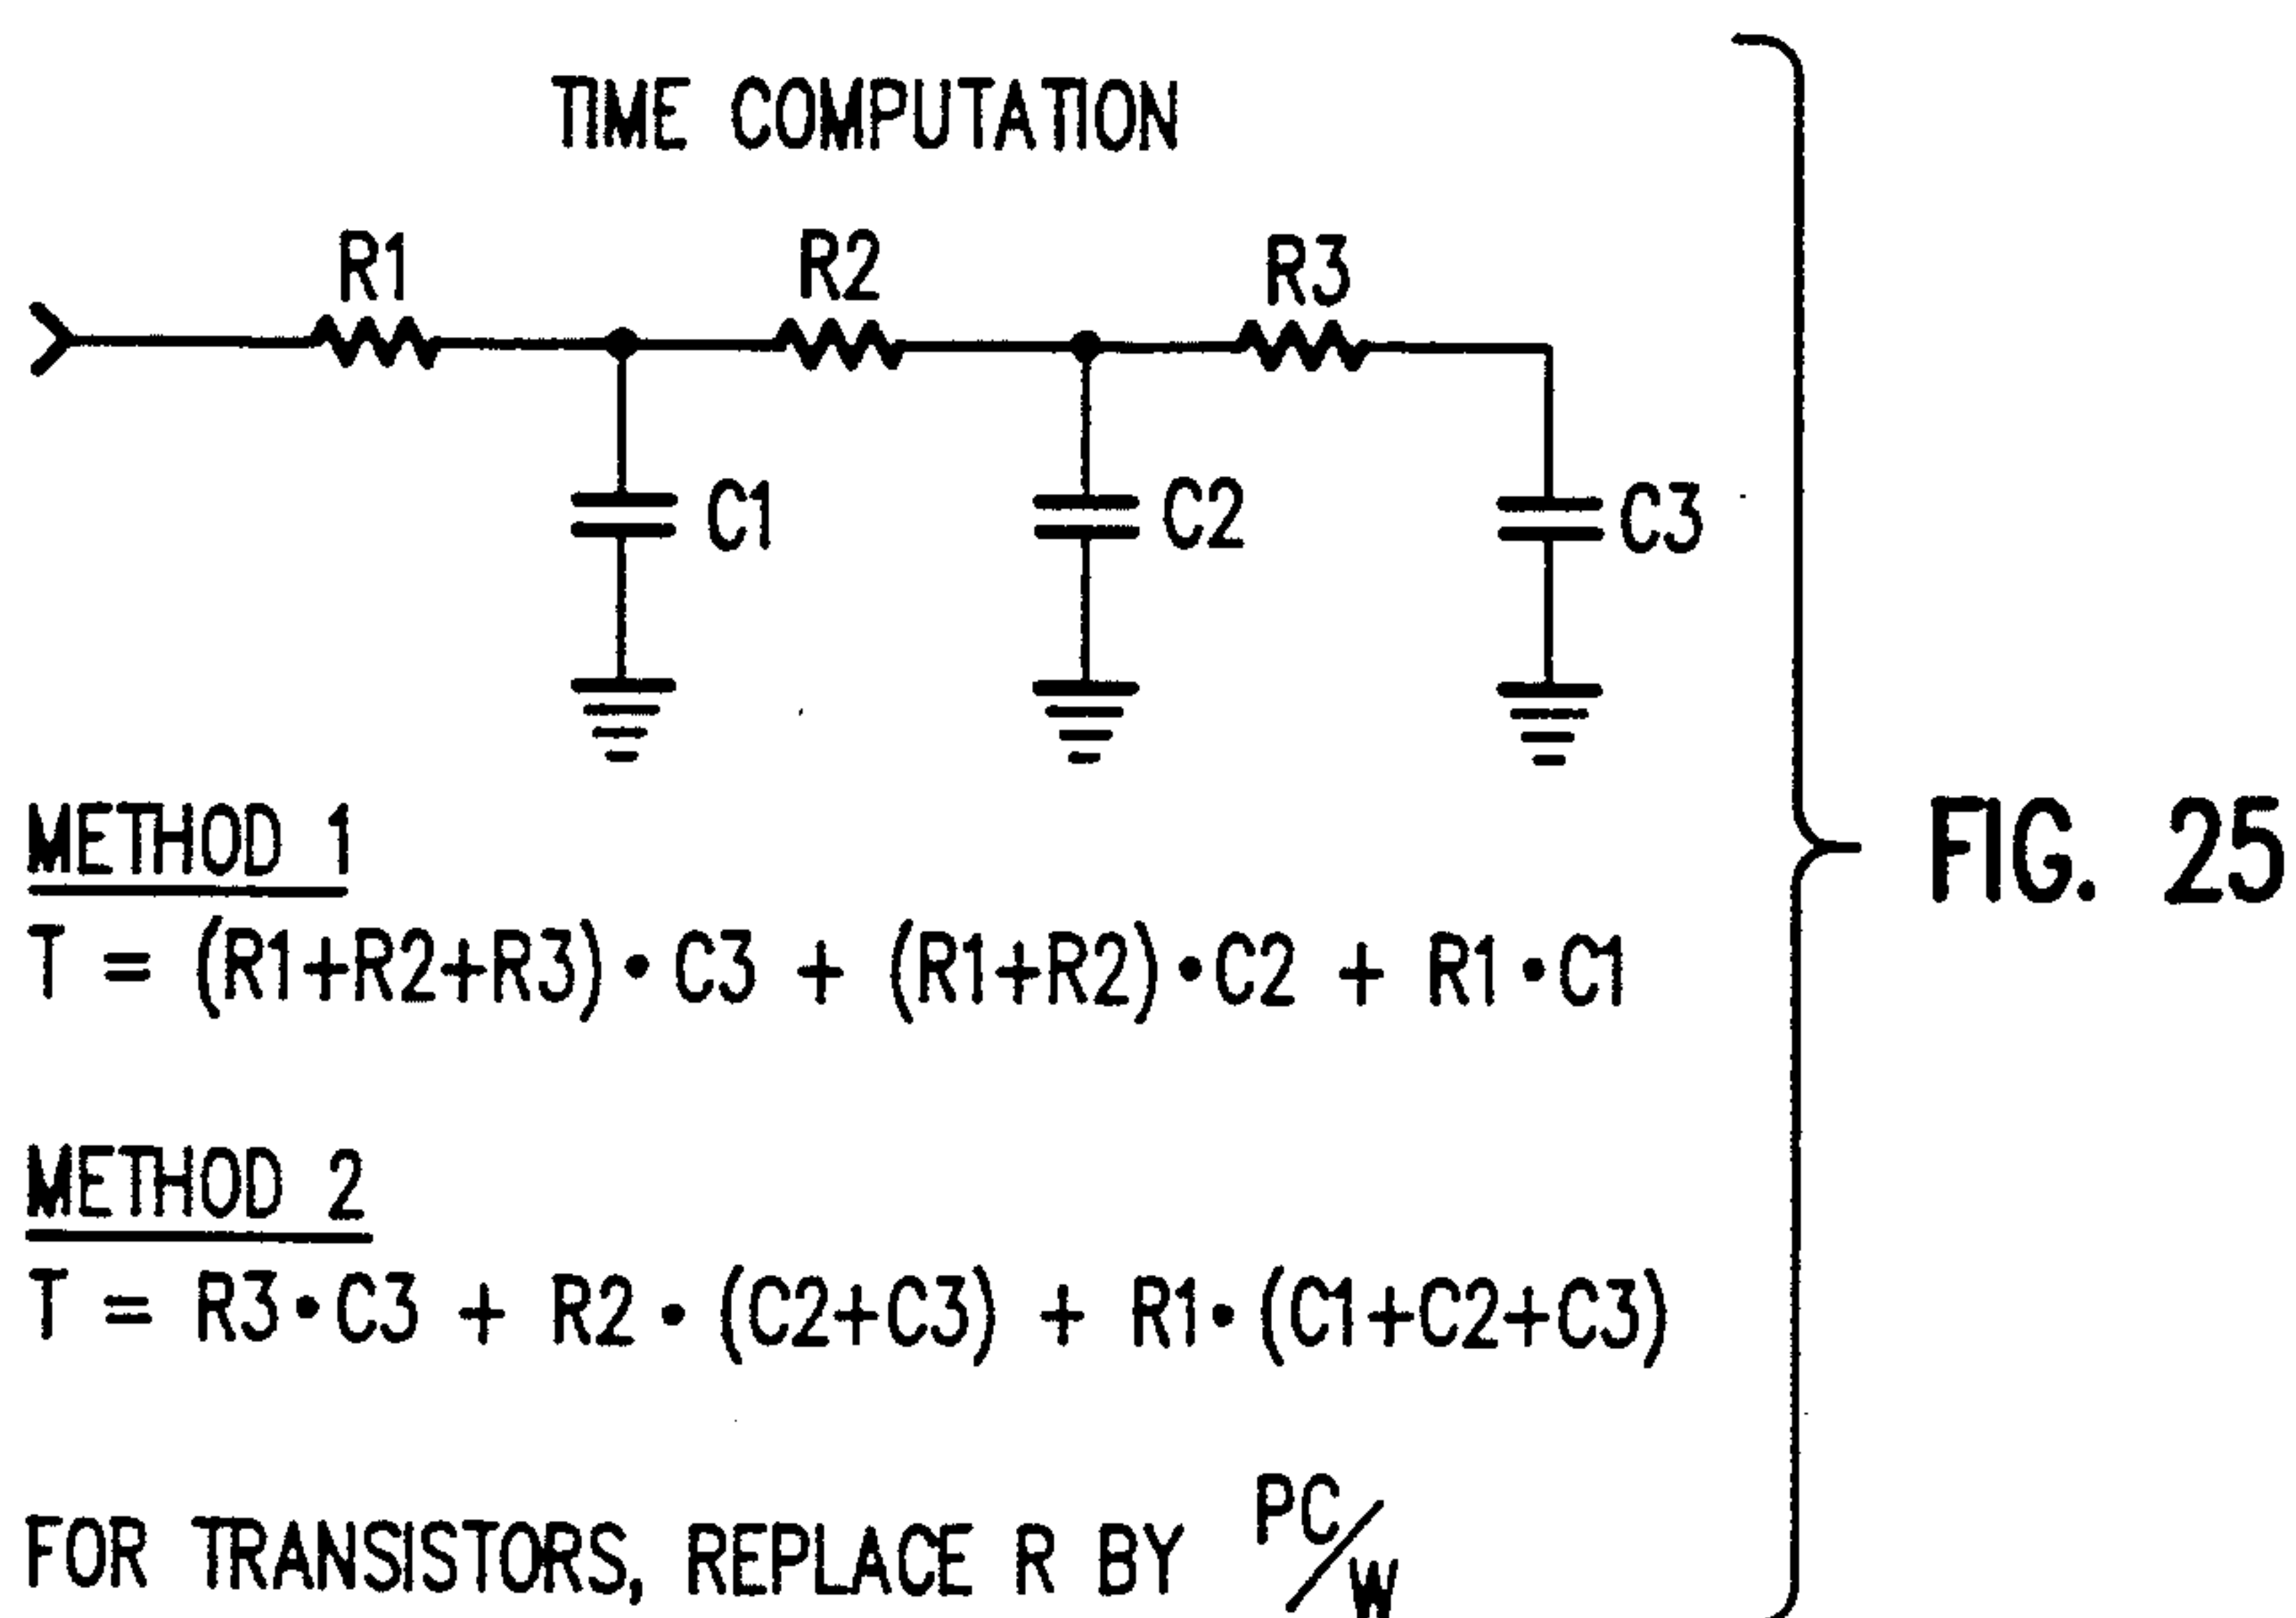 TIME COMPUTATION
R1 R2 R3
C1 C2 C3
METHOD 1
T = (R1+R2+R3)• C3 + (R1+R2)•C2 + R1•C1
METHOD 2
T = R3•C3 + R2 • (C2+C3) + R1• (C1+C2+C3)
FOR TRANSISTORS, REPLACE R BY PC/W
FIG. 25